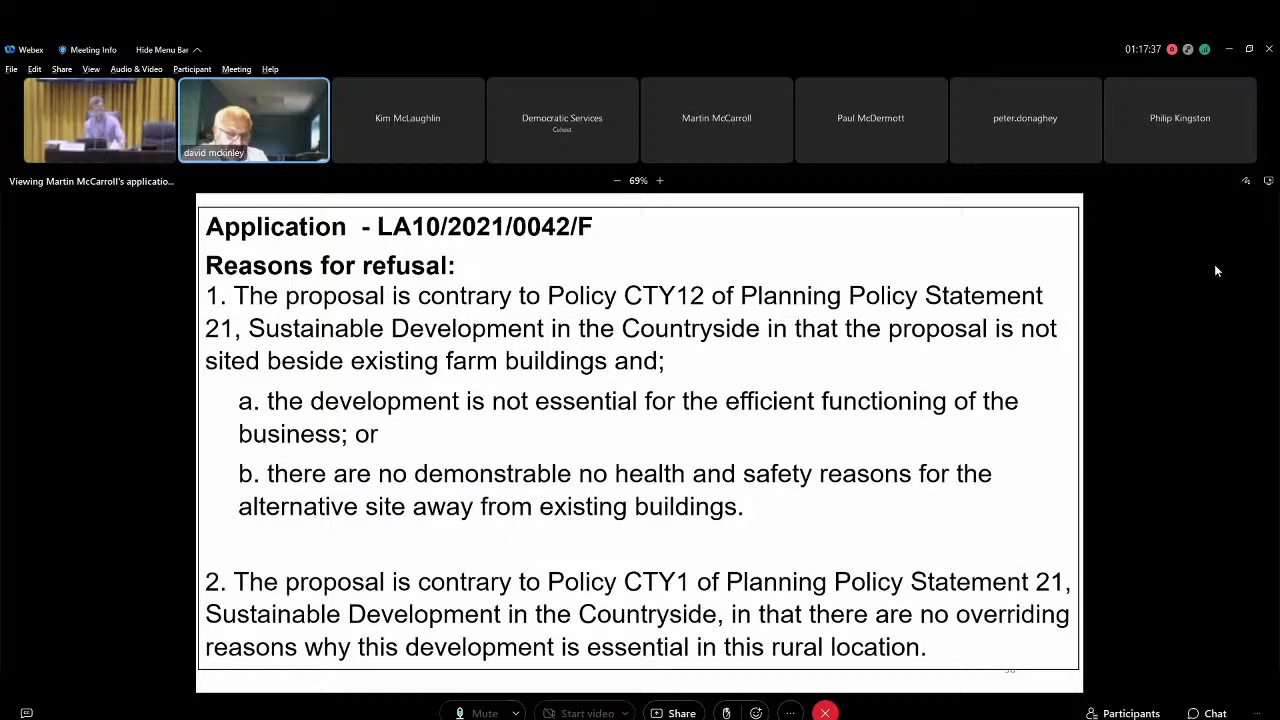 Webex Meeting Info Hide Menu Bar 01:17:37
File Edit Share View Audio & Video Participant Meeting Help
Kim McLaughlin
Democratic Services
Cohost
Martin McCarroll
Paul McDermott
peter.donaghey
Philip Kingston
david mckinley
Viewing Martin McCarroll's applicatio...
69%
Application - LA10/2021/0042/F
Reasons for refusal:
1. The proposal is contrary to Policy CTY12 of Planning Policy Statement
21, Sustainable Development in the Countryside in that the proposal is not
sited beside existing farm buildings and;
a. the development is not essential for the efficient functioning of the
business; or
b. there are no demonstrable no health and safety reasons for the
alternative site away from existing buildings.
2. The proposal is contrary to Policy CTY1 of Planning Policy Statement 21,
Sustainable Development in the Countryside, in that there are no overriding
reasons why this development is essential in this rural location.
Mute Start video Share Participants Chat